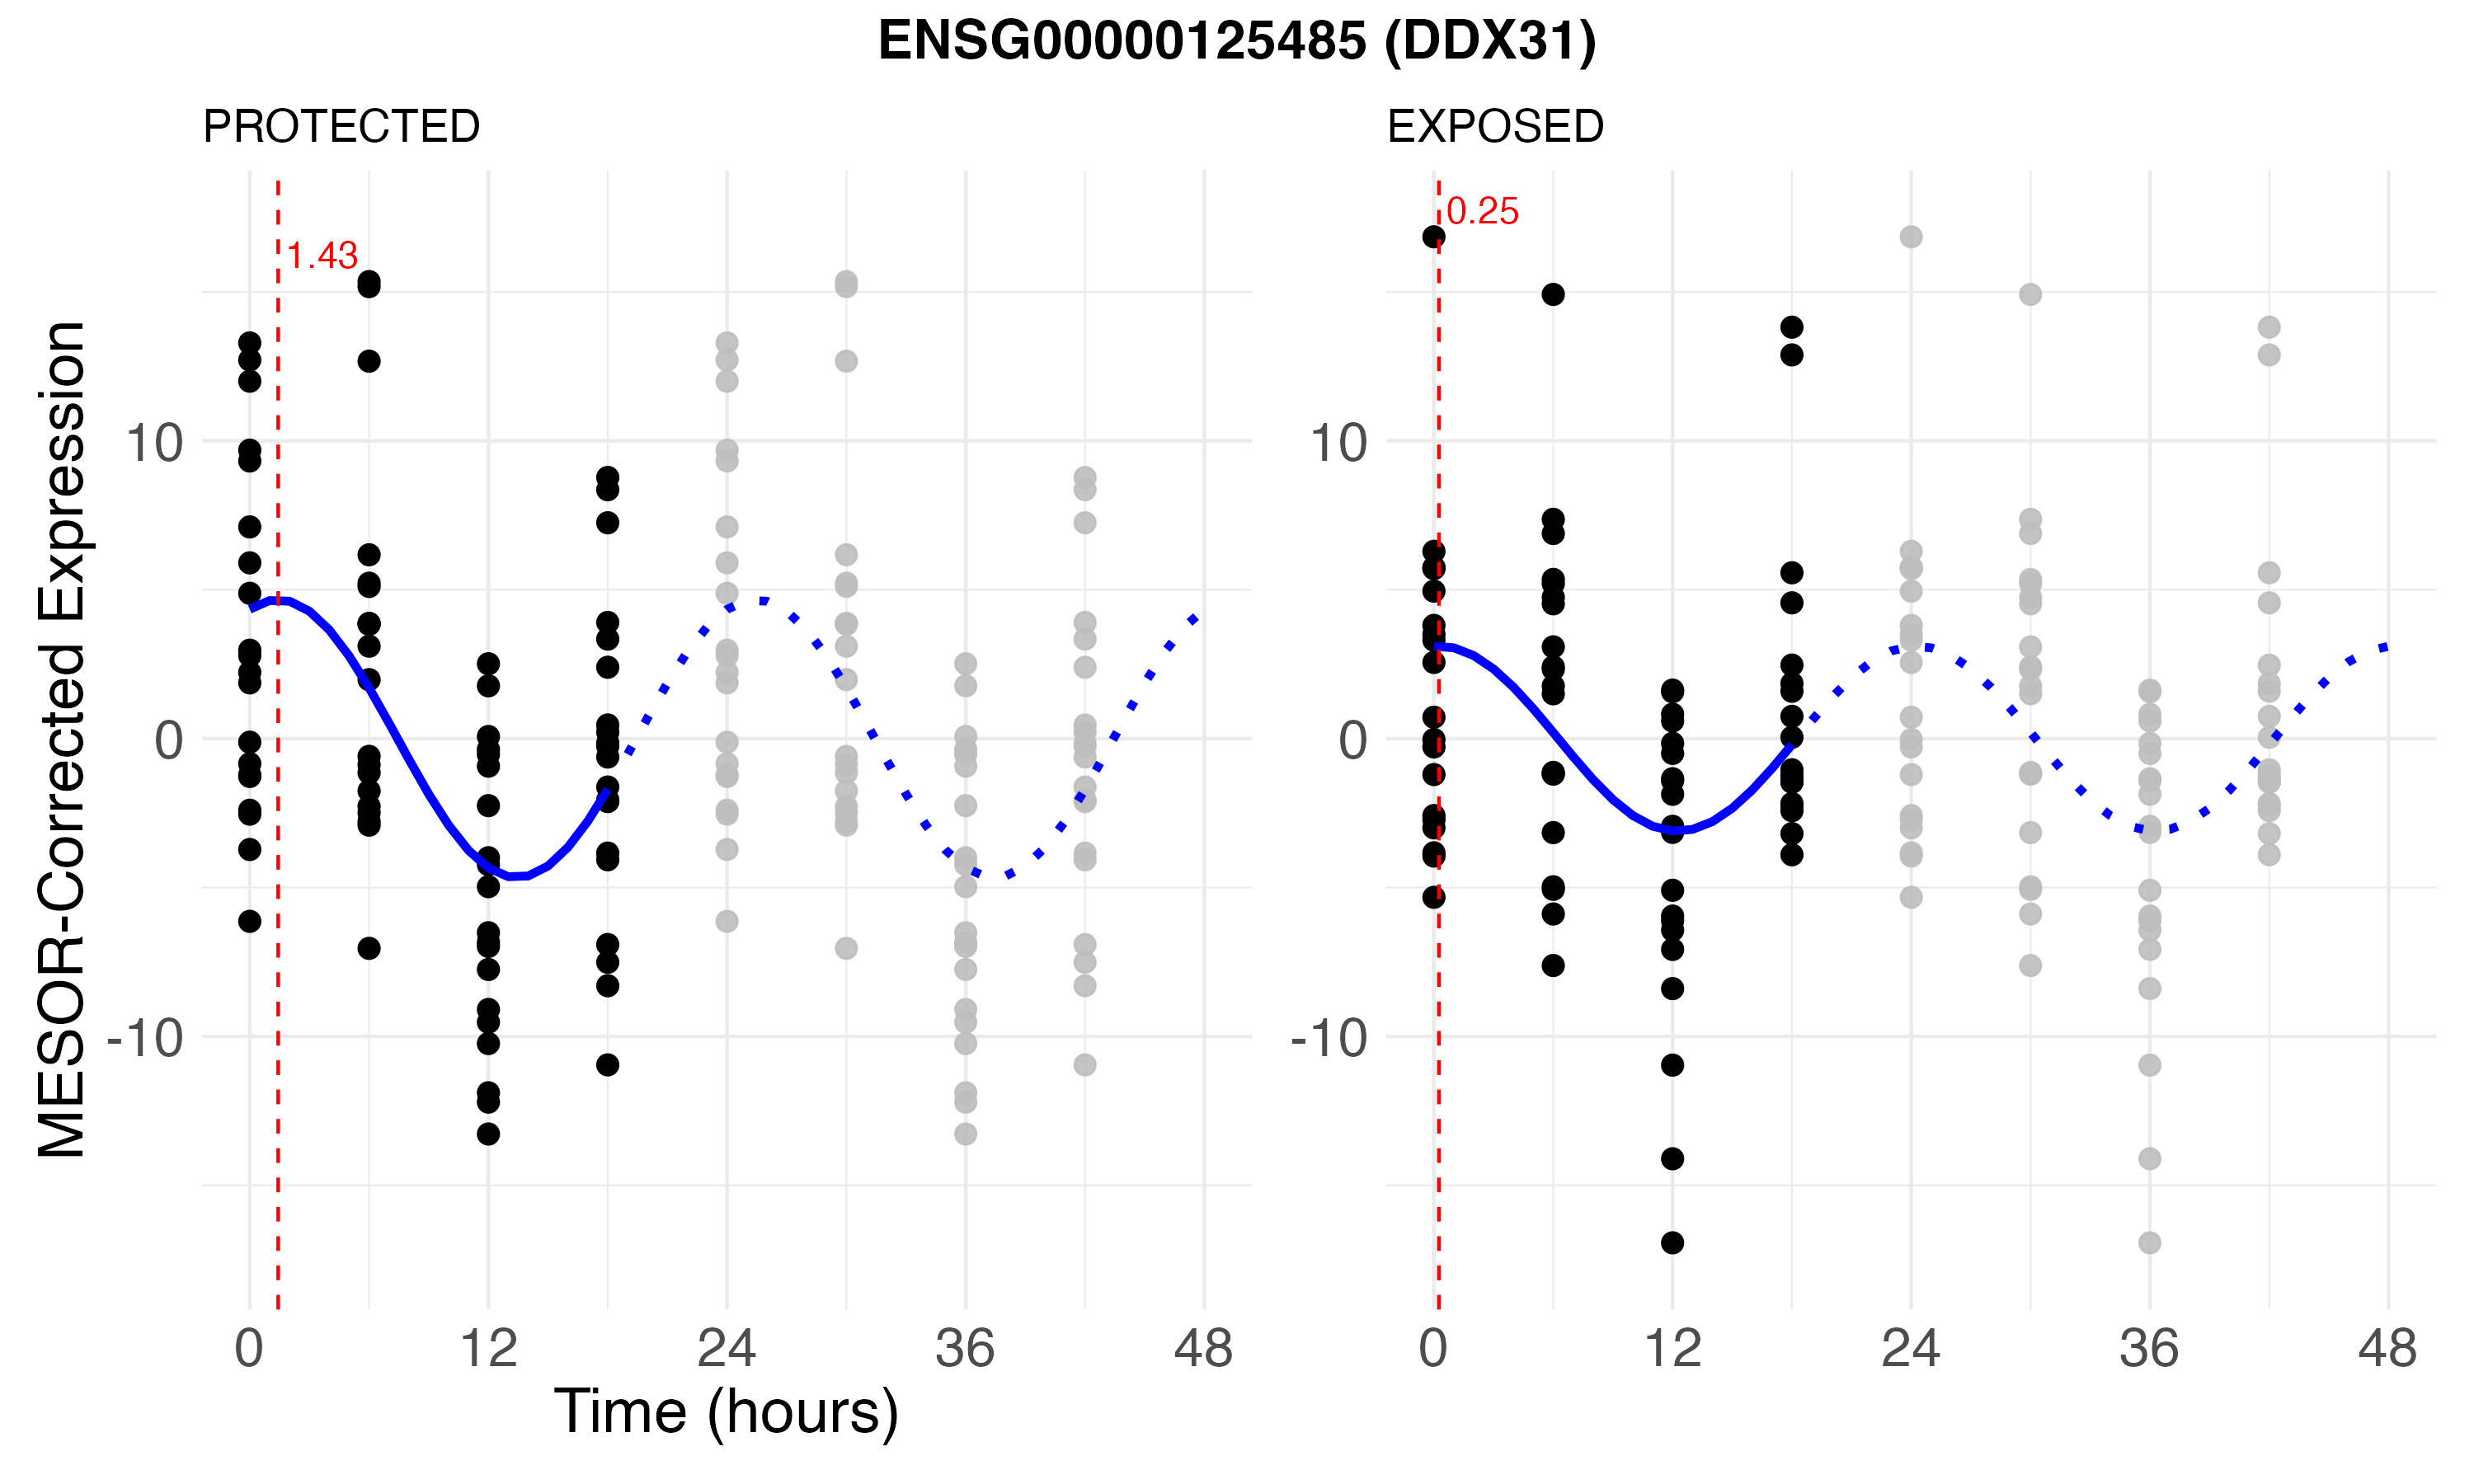 ENSG00000125485 (DDX31)
PROTECTED
EXPOSED
MESOR-Corrected Expression
1.43
0.25
10
0
-10
10
0
-10
0 12 24 36 48
0 12 24 36 48
Time (hours)